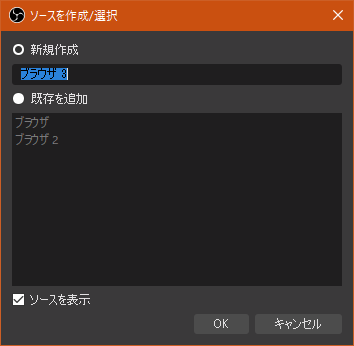 ソースを作成/選択
新規作成
ブラウザ 3
既存を追加
ブラウザ
ブラウザ 2
ソースを表示
OK
キャンセル